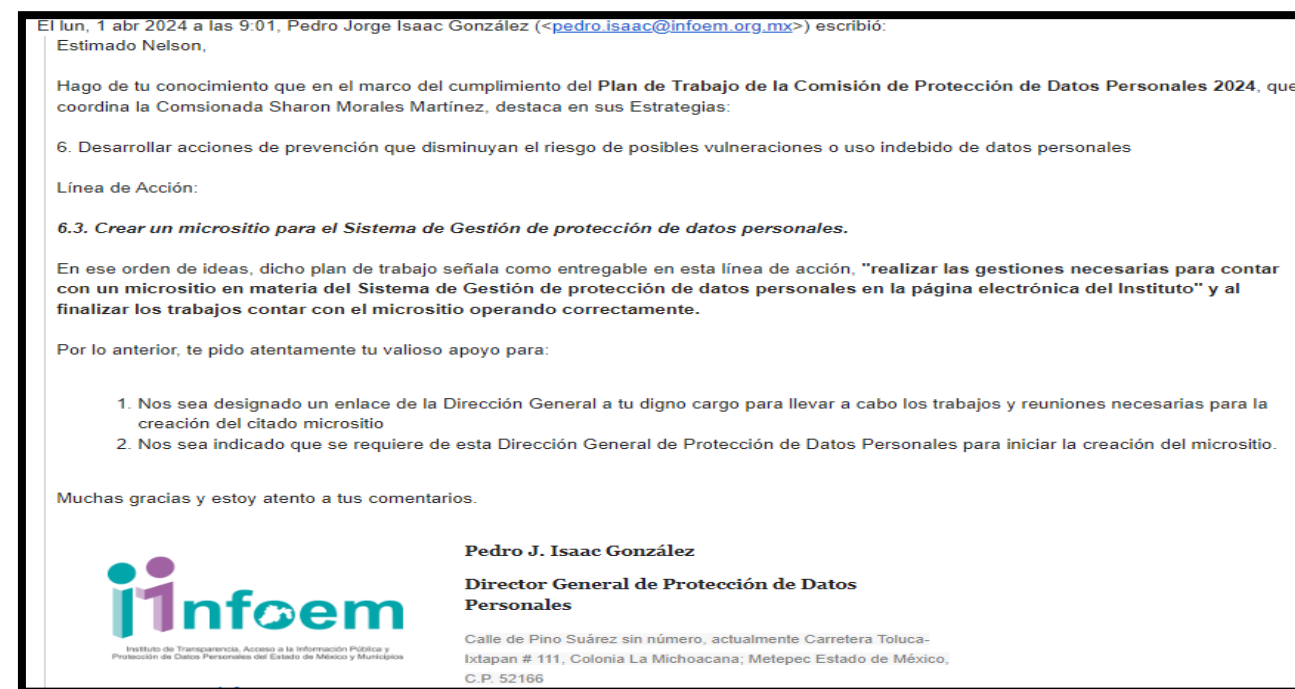 El lun, 1 abr 2024 a las 9:01, Pedro Jorge Isaac González (<pedro.isaac@infoem.org.mx>) escribió:
Estimado Nelson,
Hago de tu conocimiento que en el marco del cumplimiento del Plan de Trabajo de la Comisión de Protección de Datos Personales 2024, que
coordina la Comsionada Sharon Morales Martínez, destaca en sus Estrategias:
6. Desarrollar acciones de prevención que disminuyan el riesgo de posibles vulneraciones o uso indebido de datos personales
Línea de Acción:
6.3. Crear un micrositio para el Sistema de Gestión de protección de datos personales.
En ese orden de ideas, dicho plan de trabajo señala como entregable en esta línea de acción, "realizar las gestiones necesarias para contar
con un micrositio en materia del Sistema de Gestión de protección de datos personales en la página electrónica del Instituto" y al
finalizar los trabajos contar con el micrositio operando correctamente.
Por lo anterior, te pido atentamente tu valioso apoyo para:
1. Nos sea designado un enlace de la Dirección General a tu digno cargo para llevar a cabo los trabajos y reuniones necesarias para la
creación del citado micrositio
2. Nos sea indicado que se requiere de esta Dirección General de Protección de Datos Personales para iniciar la creación del micrositio.
Muchas gracias y estoy atento a tus comentarios.
infoem
Instituto de Transparencia, Acceso a la Información Pública y
Protección de Datos Personales del Estado de México y Municipios
Pedro J. Isaac González
Director General de Protección de Datos
Personales
Calle de Pino Suárez sin número, actualmente Carretera Toluca-
Ixtapan # 111, Colonia La Michoacana; Metepec Estado de México,
C.P. 52166